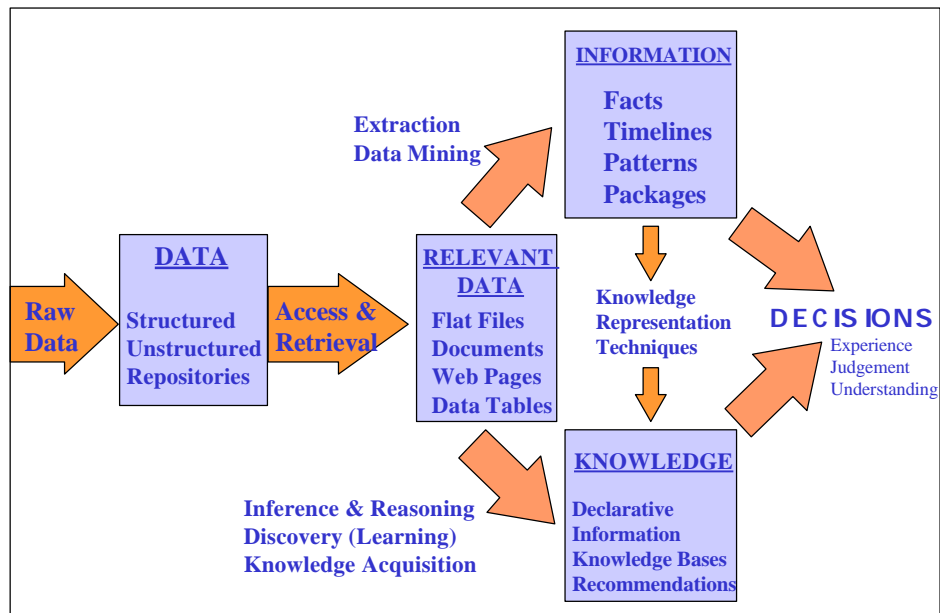 Raw
Data
DATA
Structured
Unstructured
Repositories
Access &
Retrieval
RELEVANT
DATA
Flat Files
Documents
Web Pages
Data Tables
Extraction
Data Mining
INFORMATION
Facts
Timelines
Patterns
Packages
Knowledge
Representation
Techniques
Inference & Reasoning
Discovery (Learning)
Knowledge Acquisition
KNOWLEDGE
Declarative
Information
Knowledge Bases
Recommendations
DECISIONS
Experience
Judgement
Understanding